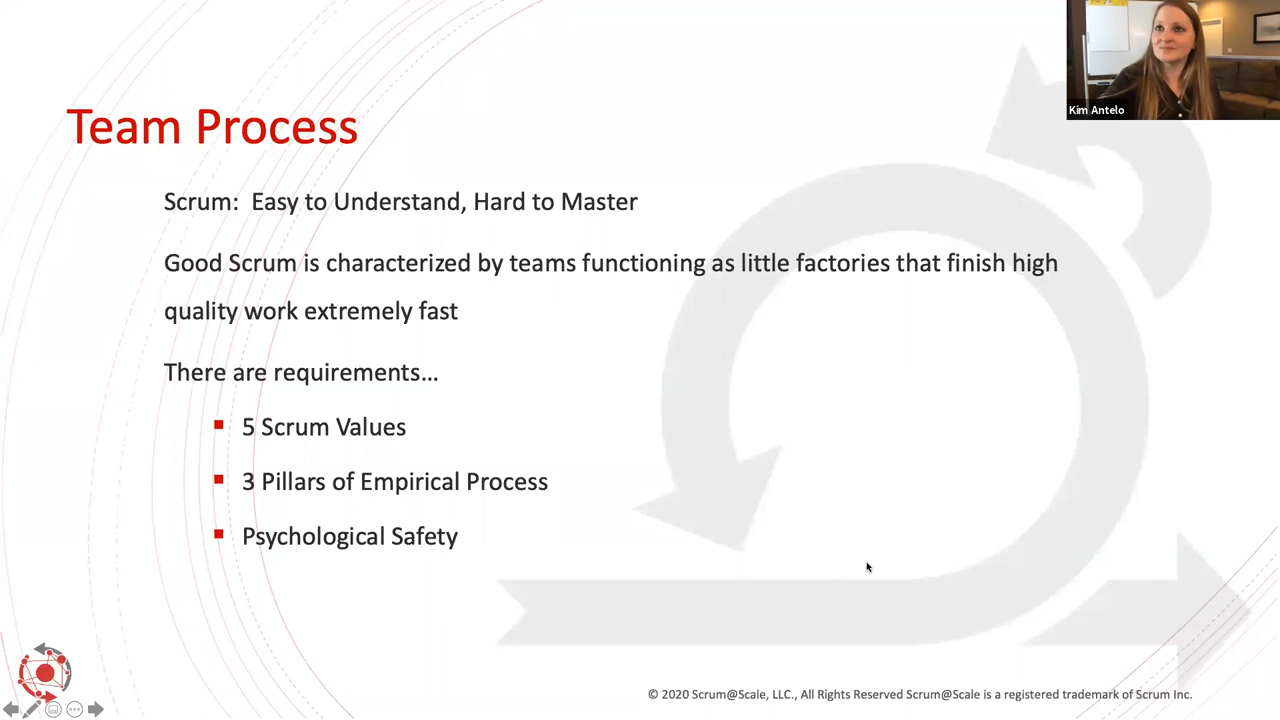 Kim Antelo
Team Process
Scrum:  Easy to Understand, Hard to Master
Good Scrum is characterized by teams functioning as little factories that finish high
quality work extremely fast
There are requirements…
5 Scrum Values
3 Pillars of Empirical Process
Psychological Safety
© 2020 Scrum@Scale, LLC., All Rights Reserved Scrum@Scale is a registered trademark of Scrum Inc.